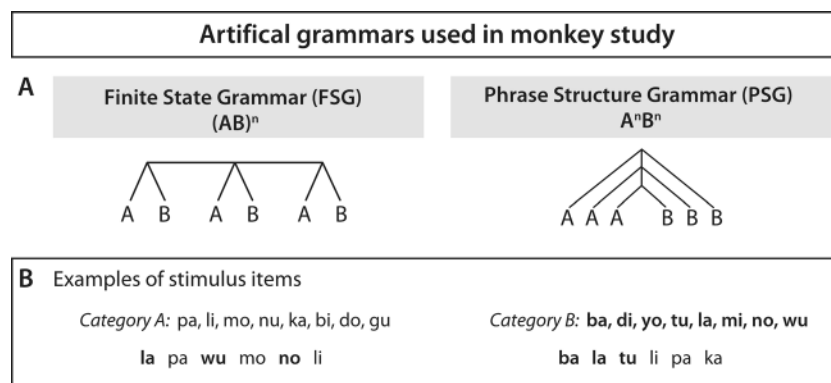 Artifical grammars used in monkey study
A
Finite State Grammar (FSG)
(AB)ⁿ
Phrase Structure Grammar (PSG)
AⁿBⁿ
A B A B A B
A A A B B B
B Examples of stimulus items
Category A: pa, li, mo, nu, ka, bi, do, gu
Category B: ba, di, yo, tu, la, mi, no, wu
la pa wu mo no li
ba la tu li pa ka